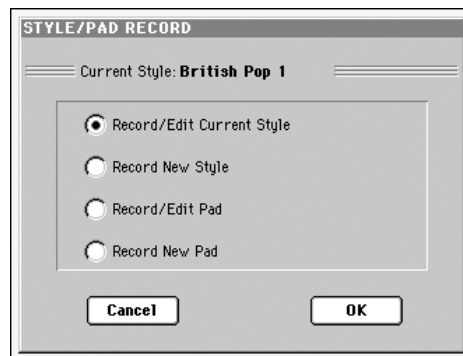 STYLE/PAD RECORD
Current Style: British Pop 1
Record/Edit Current Style
Record New Style
Record/Edit Pad
Record New Pad
Cancel OK